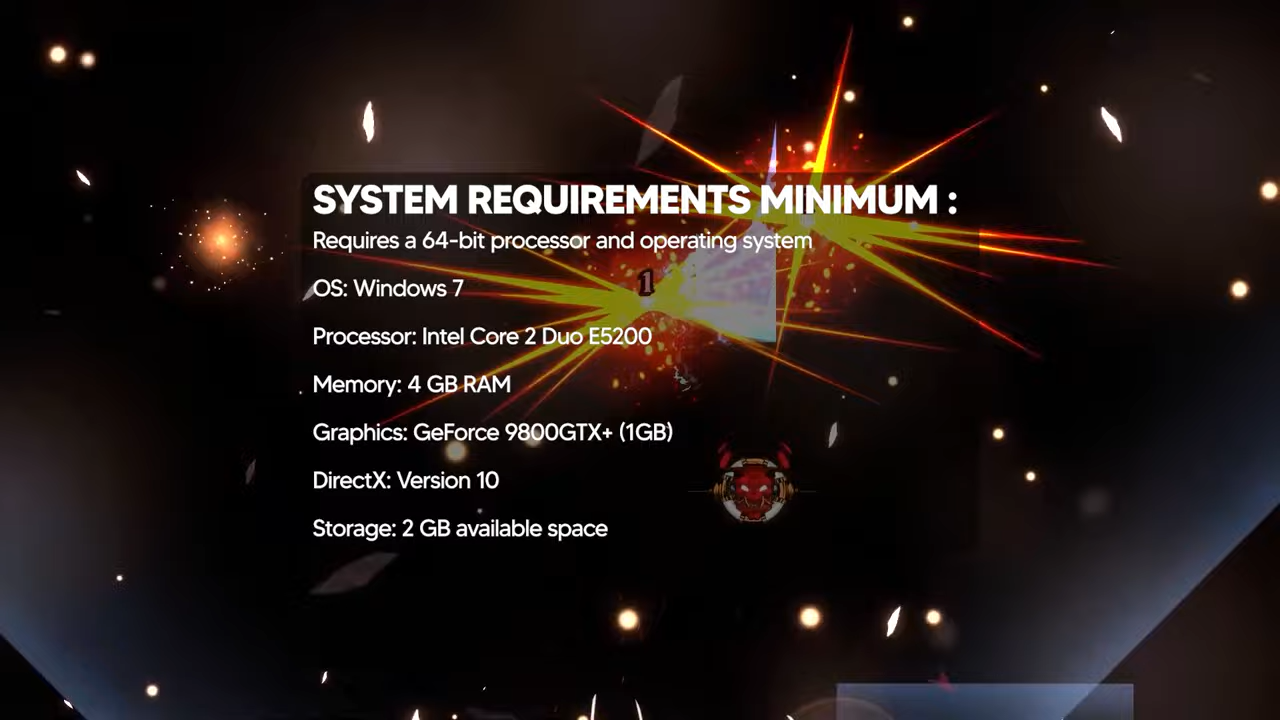 SYSTEM REQUIREMENTS MINIMUM :
Requires a 64-bit processor and operating system
1
OS: Windows 7
Processor: Intel Core 2 Duo E5200
Memory: 4 GB RAM
Graphics: GeForce 9800GTX+ (1GB)
DirectX: Version 10
Storage: 2 GB available space